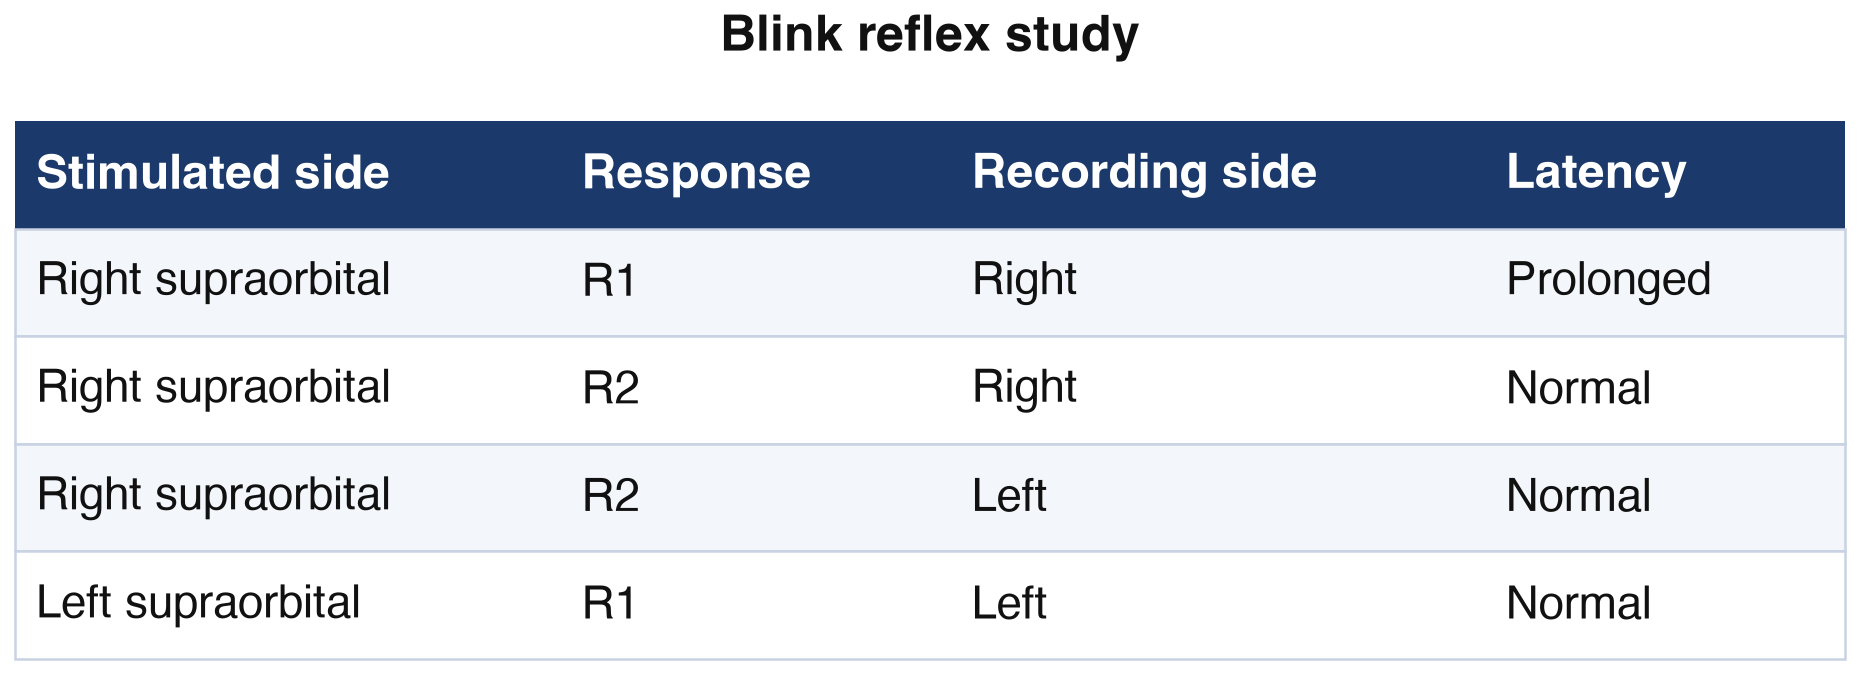 Blink reflex study
Stimulated side Response Recording side Latency
Right supraorbital R1 Right Prolonged
Right supraorbital R2 Right Normal
Right supraorbital R2 Left Normal
Left supraorbital R1 Left Normal